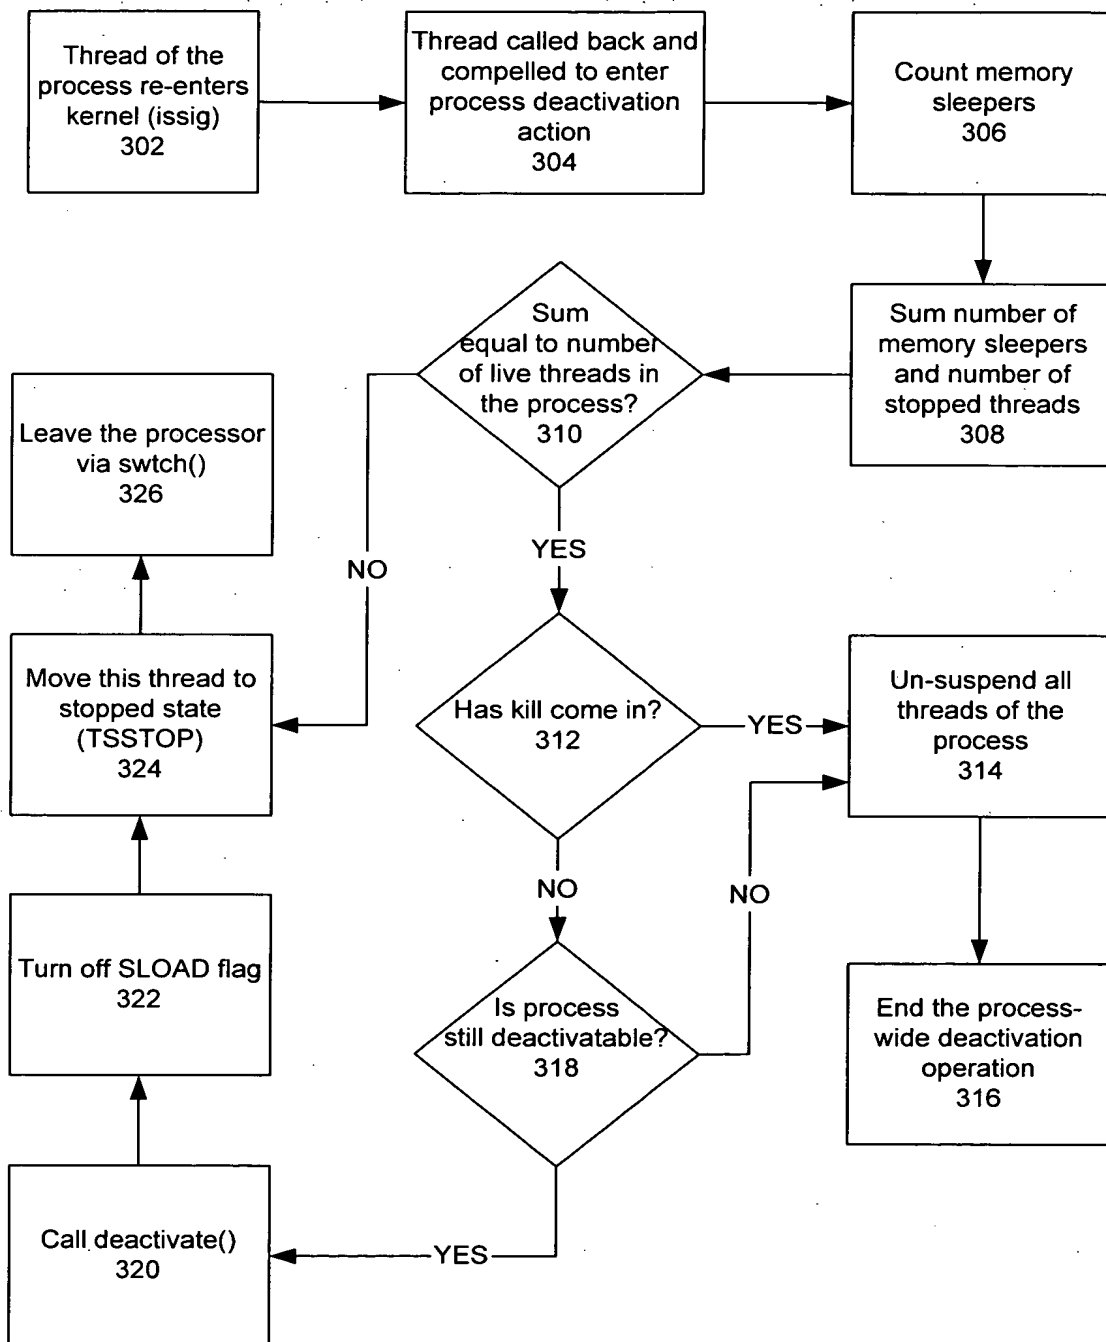 Thread of the
process re-enters
kernel (issig)
302
Thread called back and
compelled to enter
process deactivation
action
304
Count memory
sleepers
306
Sum number of
memory sleepers
and number of
stopped threads
308
Sum
equal to number
of live threads in
the process?
310
NO
YES
Has kill come in?
312
YES
Un-suspend all
threads of the
process
314
End the process-
wide deactivation
operation
316
NO
Is process
still deactivatable?
318
NO
YES
Call deactivate()
320
Turn off SLOAD flag
322
Move this thread to
stopped state
(TSSTOP)
324
Leave the processor
via swtch()
326